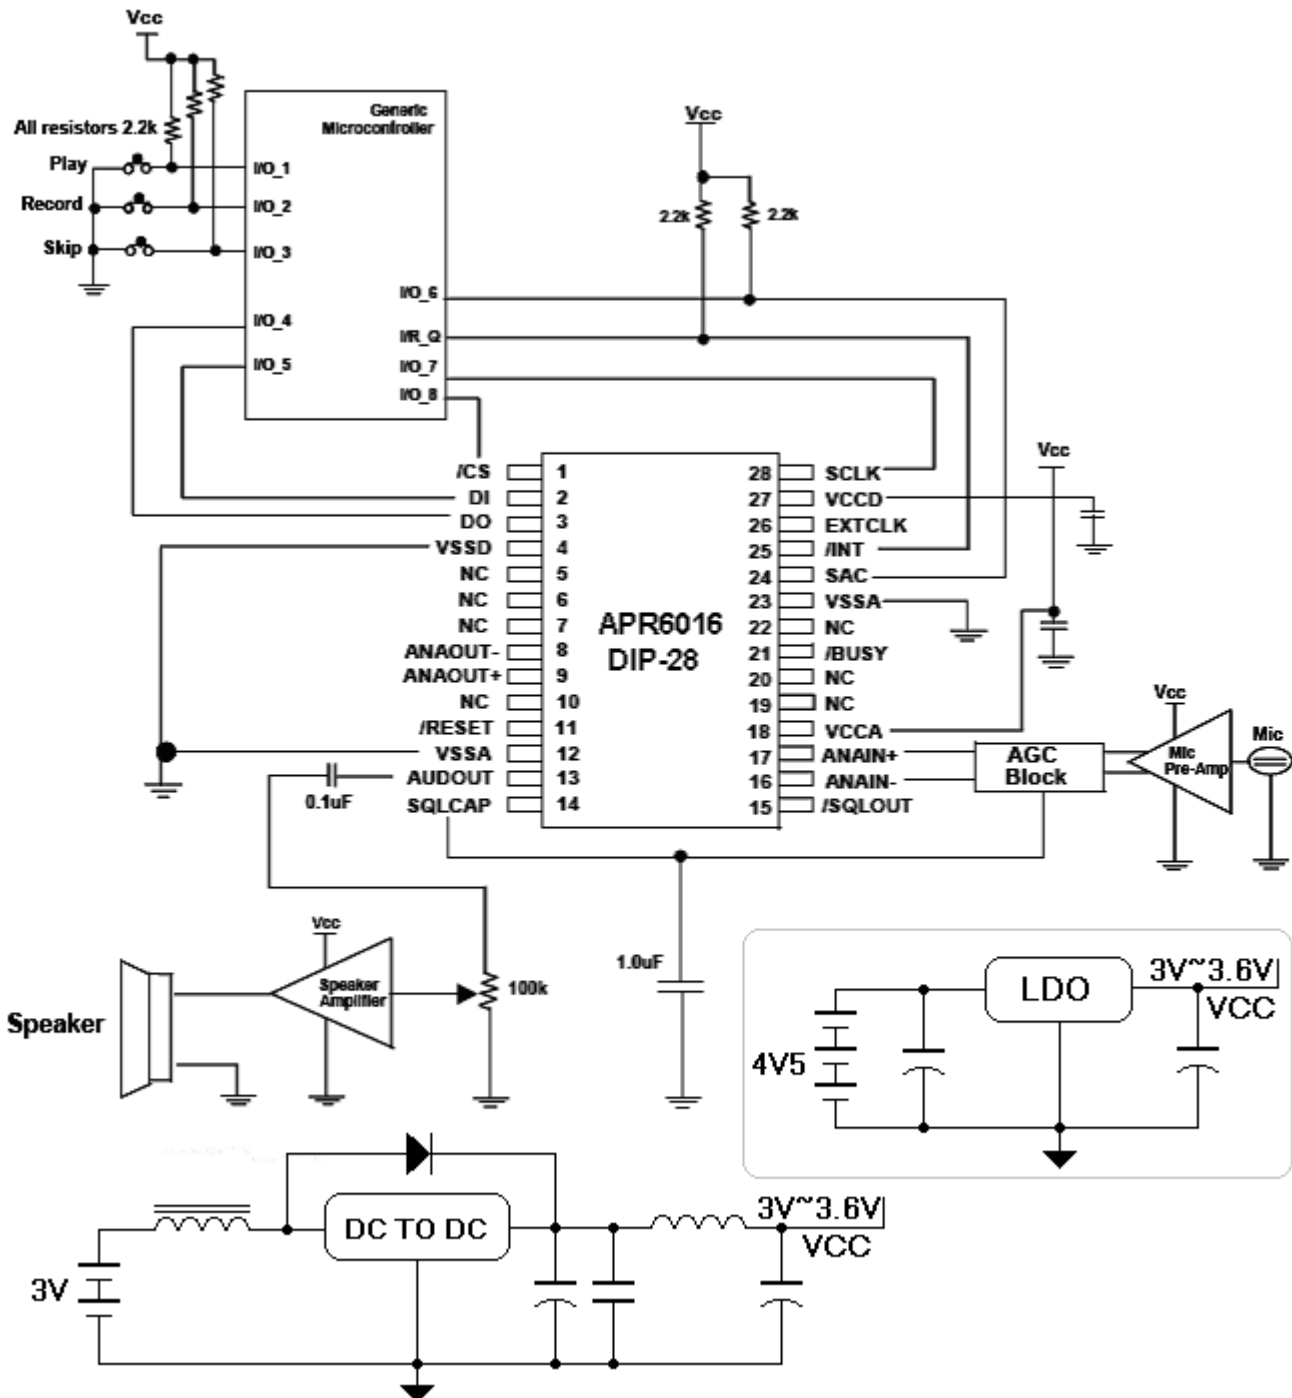 Vcc
Generic
Microcontroller
All resistors 2.2k
Play
I/O_1
Record
I/O_2
Skip
I/O_3
I/O_4
I/O_5
I/O_6
I/R_Q
I/O_7
I/O_8
Vcc
2.2k
2.2k
/CS 1
DI 2
DO 3
VSSD 4
NC 5
NC 6
NC 7
ANAOUT- 8
ANAOUT+ 9
NC 10
/RESET 11
VSSA 12
AUDOUT 13
SQLCAP 14
APR6016
DIP-28
28 SCLK
27 VCCD
26 EXTCLK
25 /INT
24 SAC
23 VSSA
22 NC
21 /BUSY
20 NC
19 NC
18 VCCA
17 ANAIN+
16 ANAIN-
15 /SQLOUT
Vcc
Vcc
Mic
Mic
Pre-Amp
AGC
Block
0.1uF
1.0uF
Vcc
Speaker
Amplifier
100k
Speaker
LDO
3V~3.6V
VCC
4V5
DC TO DC
3V~3.6V
VCC
3V